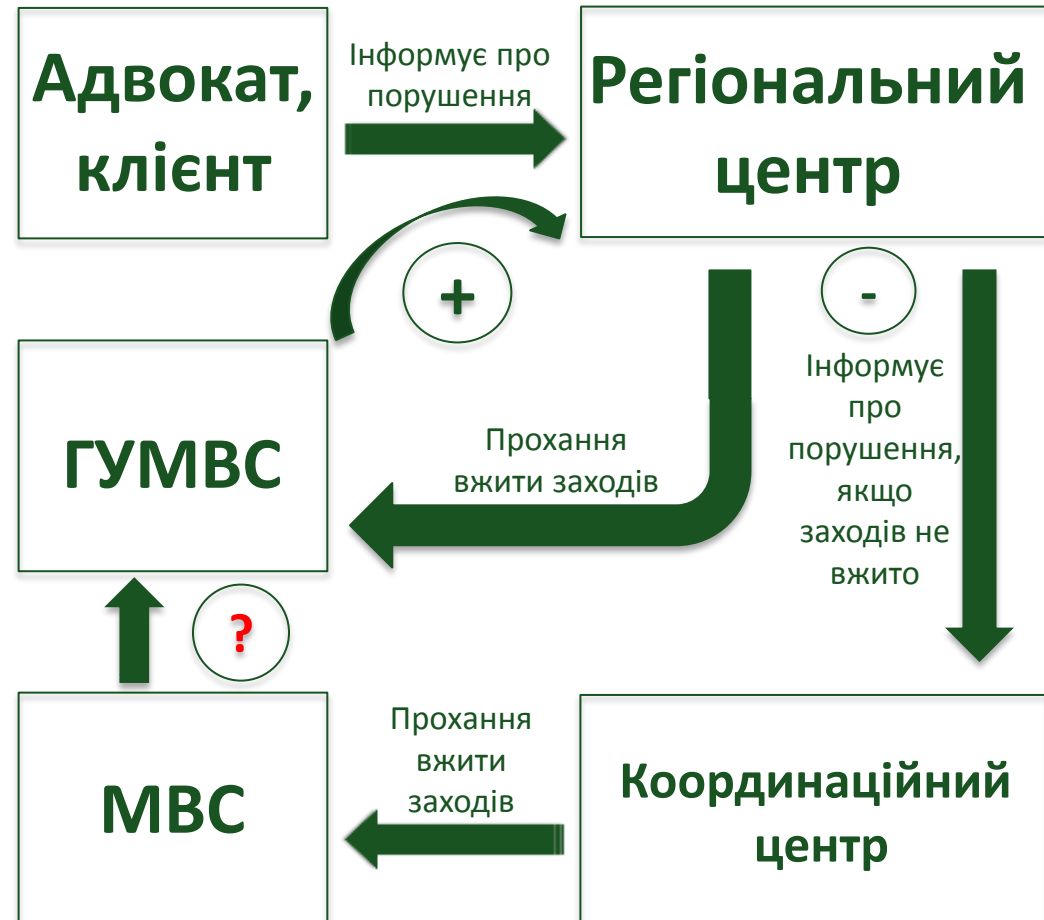 Адвокат,
клієнт
Інформує про
порушення
Регіональний
центр
+
-
ГУМВС
Прохання
вжити заходів
Інформує
про
порушення,
якщо
заходів не
вжито
?
МВС
Прохання
вжити
заходів
Координаційний
центр